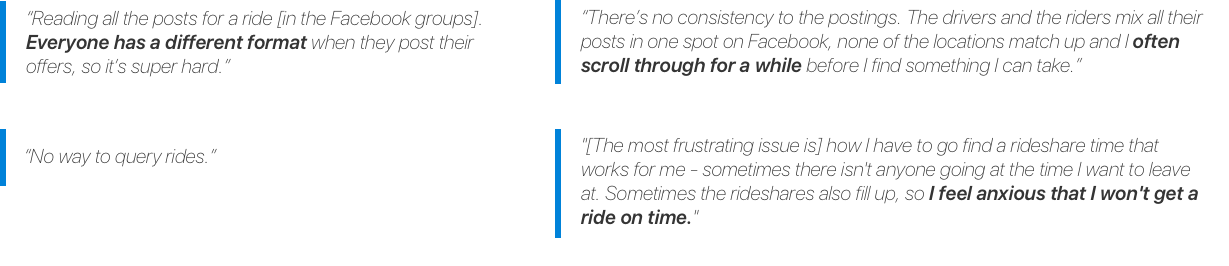 “Reading all the posts for a ride [in the Facebook groups].
Everyone has a different format when they post their
offers, so it’s super hard.”
“There’s no consistency to the postings. The drivers and the riders mix all their
posts in one spot on Facebook, none of the locations match up and I often
scroll through for a while before I find something I can take.”
“No way to query rides.”
"[The most frustrating issue is] how I have to go find a rideshare time that
works for me - sometimes there isn't anyone going at the time I want to leave
at. Sometimes the rideshares also fill up, so I feel anxious that I won't get a
ride on time."